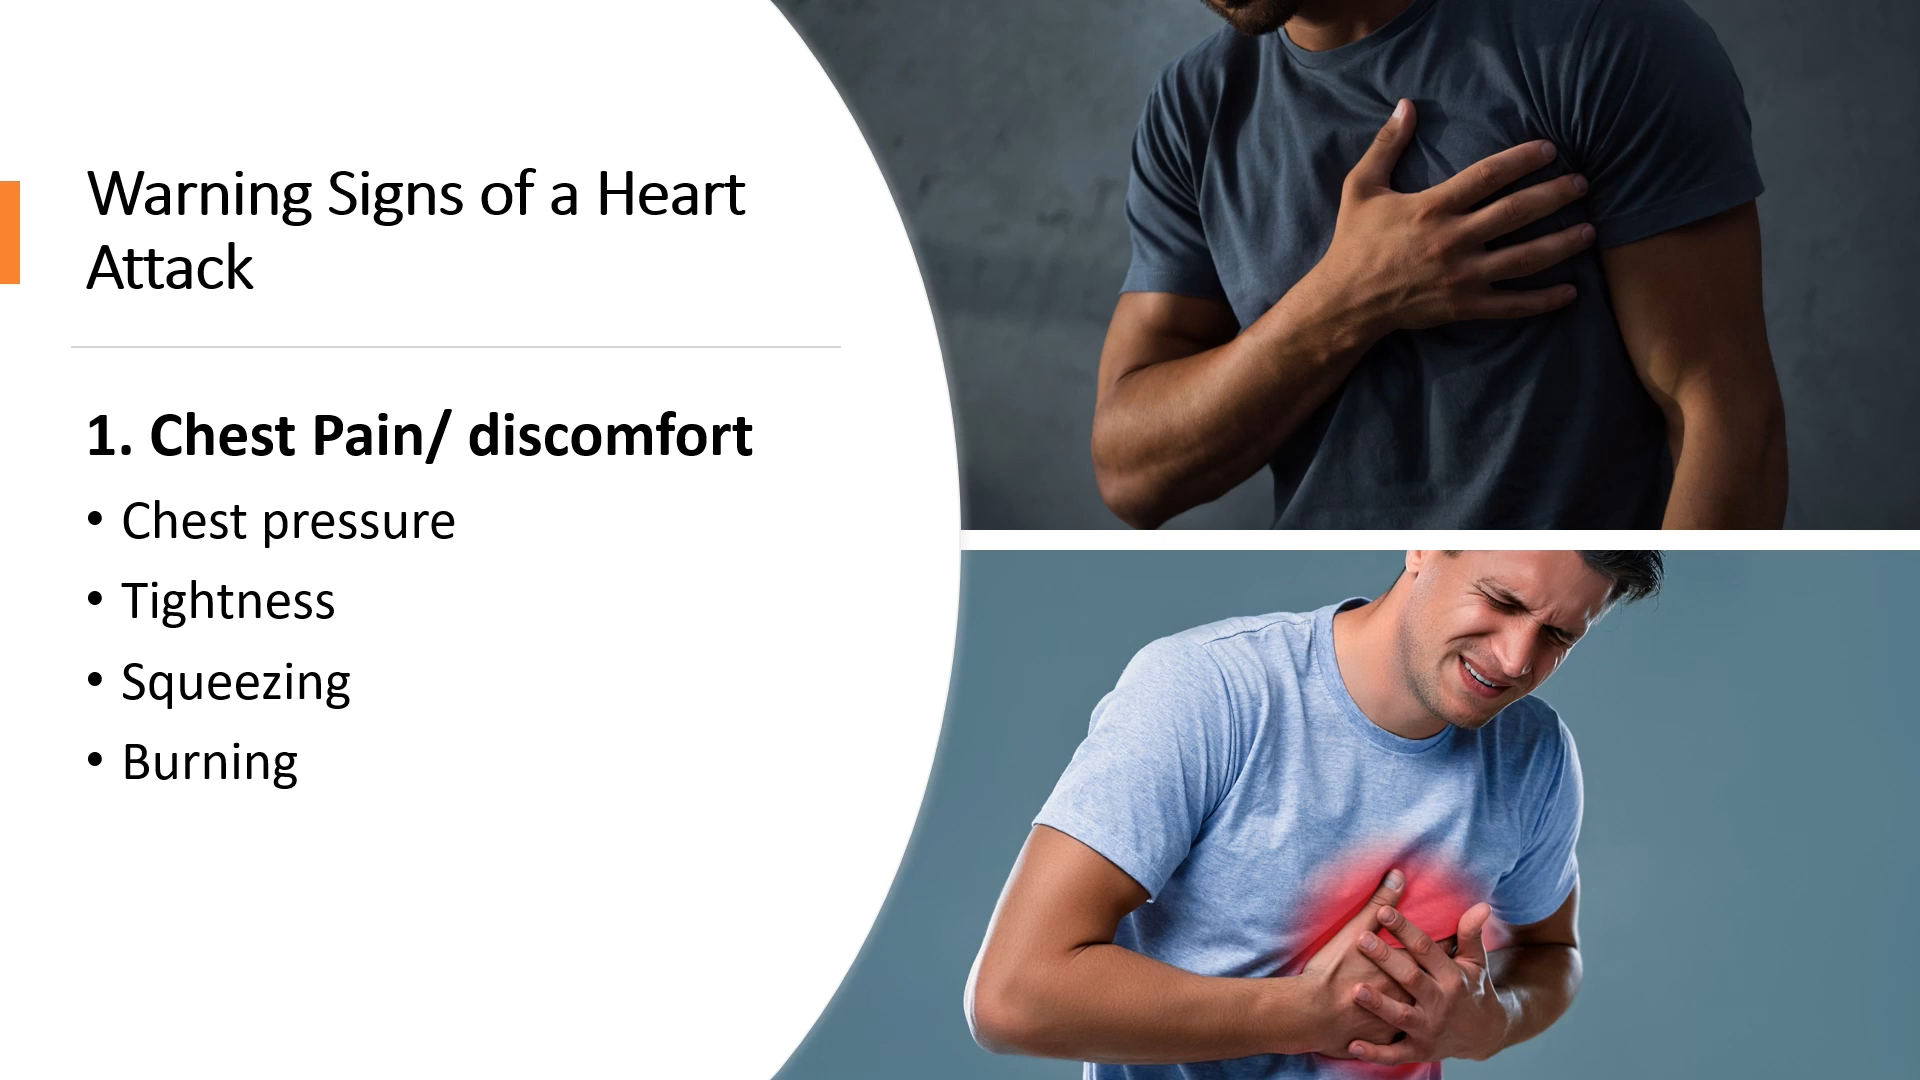 Warning Signs of a Heart
Attack
1. Chest Pain/ discomfort
• Chest pressure
• Tightness
• Squeezing
• Burning